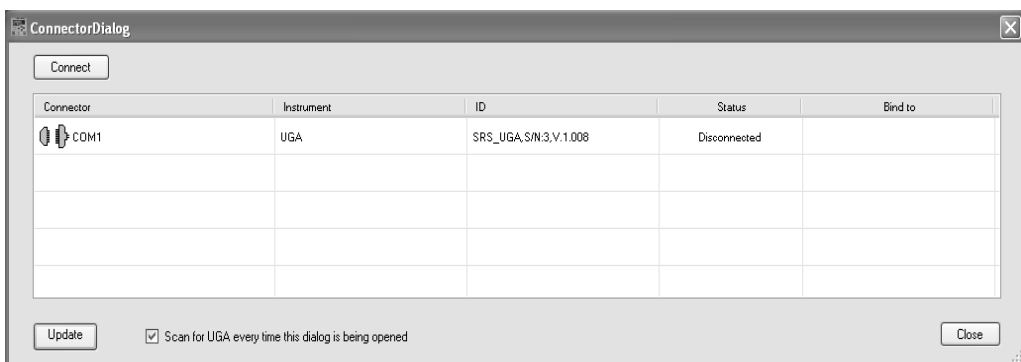 ConnectorDialog
Connect
Connector Instrument ID Status Bind to
COM1 UGA SRS_UGA,S/N:3,V.1.008 Disconnected
Update Scan for UGA every time this dialog is being opened Close